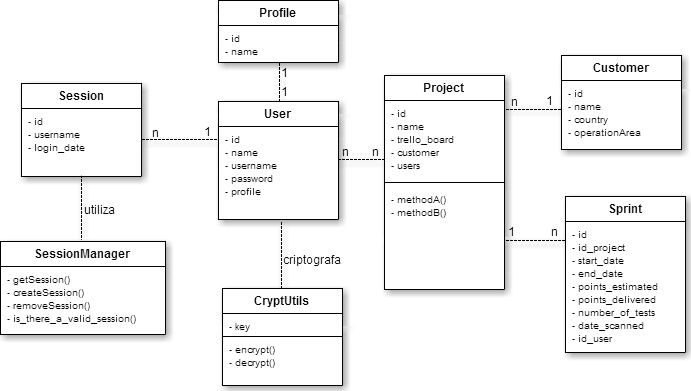 Profile
- id
- name
1
1
Session
- id
- username
- login_date
n
1
User
- id
- name
- username
- password
- profile
n
n
Project
- id
- name
- trello_board
- customer
- users
- methodA()
- methodB()
n
1
Customer
- id
- name
- country
- operationArea
1
n
Sprint
- id
- id_project
- start_date
- end_date
- points_estimated
- points_delivered
- number_of_tests
- date_scanned
- id_user
utiliza
SessionManager
- getSession()
- createSession()
- removeSession()
- is_there_a_valid_session()
criptografa
CryptUtils
- key
- encrypt()
- decrypt()